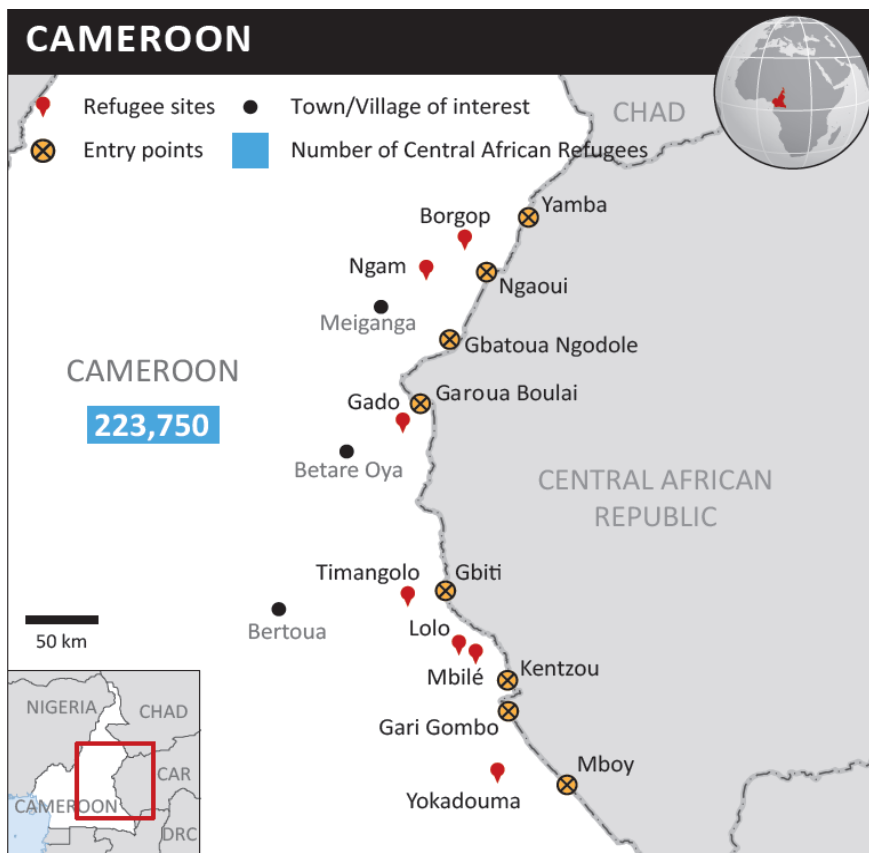 CAMEROON
Refugee sites
Town/Village of interest
Entry points
Number of Central African Refugees
CHAD
Yamba
Borgop
Ngam
Ngaoui
Meiganga
Gbatoua Ngodole
CAMEROON
Garoua Boulai
Gado
223,750
Betare Oya
CENTRAL AFRICAN
REPUBLIC
Timangolo
Gbiti
Lolo
Bertoua
50 km
Mbilé
Kentzou
Gari Gombo
Mboy
Yokadouma
NIGERIA
CHAD
CAR
CAMEROON
DRC